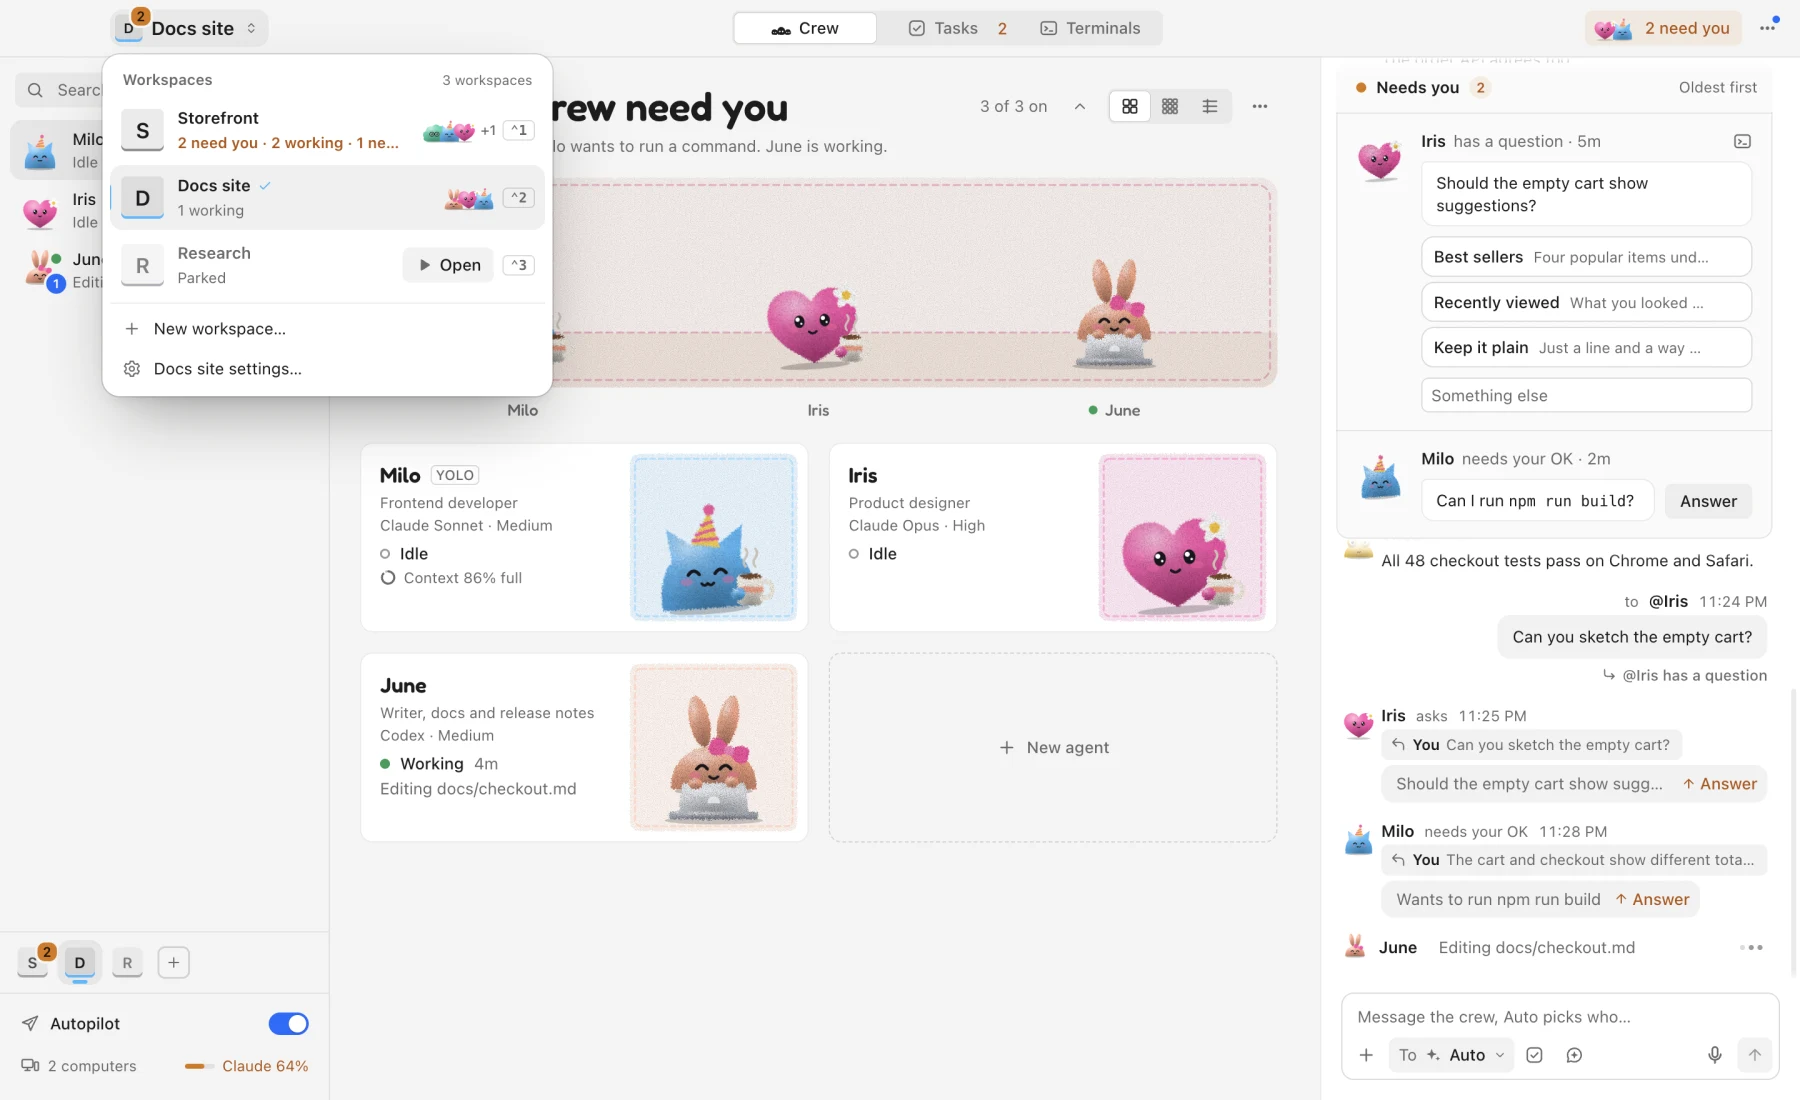 D
2
Docs site
Crew
Tasks 2
Terminals
2 need you
Workspaces
3 workspaces
S
Storefront
2 need you · 2 working · 1 ne...
+1
^1
D
Docs site
1 working
^2
R
Research
Parked
Open
^3
New workspace...
Docs site settings...
Milo
Idle
Iris
Idle
1
rew need you
lo wants to run a command. June is working.
3 of 3 on
Milo
Iris
June
Milo YOLO
Frontend developer
Claude Sonnet · Medium
Idle
Context 86% full
Iris
Product designer
Claude Opus · High
Idle
June
Writer, docs and release notes
Codex · Medium
Working 4m
Editing docs/checkout.md
New agent
S
2
D
R
Autopilot
2 computers
Claude 64%
Needs you 2
Oldest first
Iris has a question · 5m
Should the empty cart show
suggestions?
Best sellers Four popular items und...
Recently viewed What you looked ...
Keep it plain Just a line and a way ...
Something else
Milo needs your OK · 2m
Can I run npm run build?
Answer
All 48 checkout tests pass on Chrome and Safari.
to @Iris 11:24 PM
Can you sketch the empty cart?
@Iris has a question
Iris asks 11:25 PM
You Can you sketch the empty cart?
Should the empty cart show sugg... Answer
Milo needs your OK 11:28 PM
You The cart and checkout show different tota...
Wants to run npm run build Answer
June Editing docs/checkout.md
Message the crew, Auto picks who...
To Auto